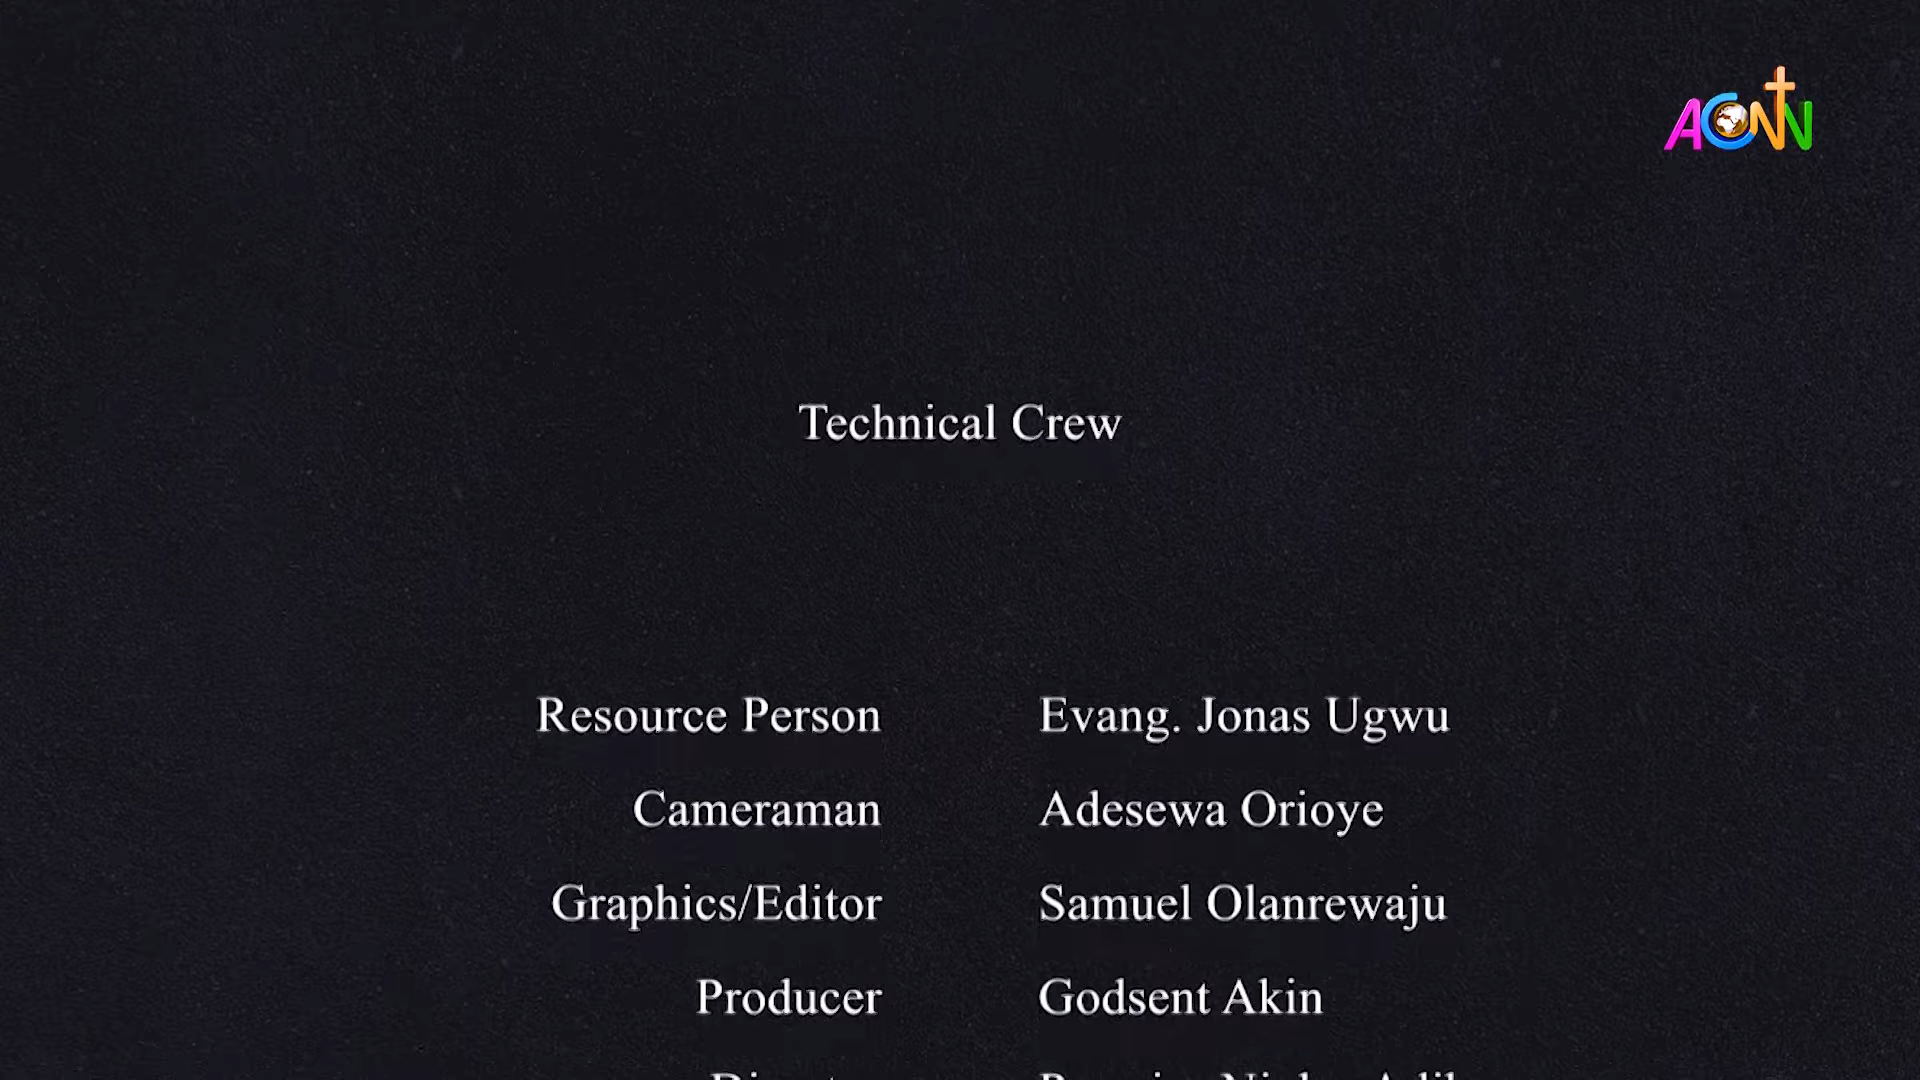 ACNN
Technical Crew
Resource Person Evang. Jonas Ugwu
Cameraman Adesewa Orioye
Graphics/Editor Samuel Olanrewaju
Producer Godsent Akin